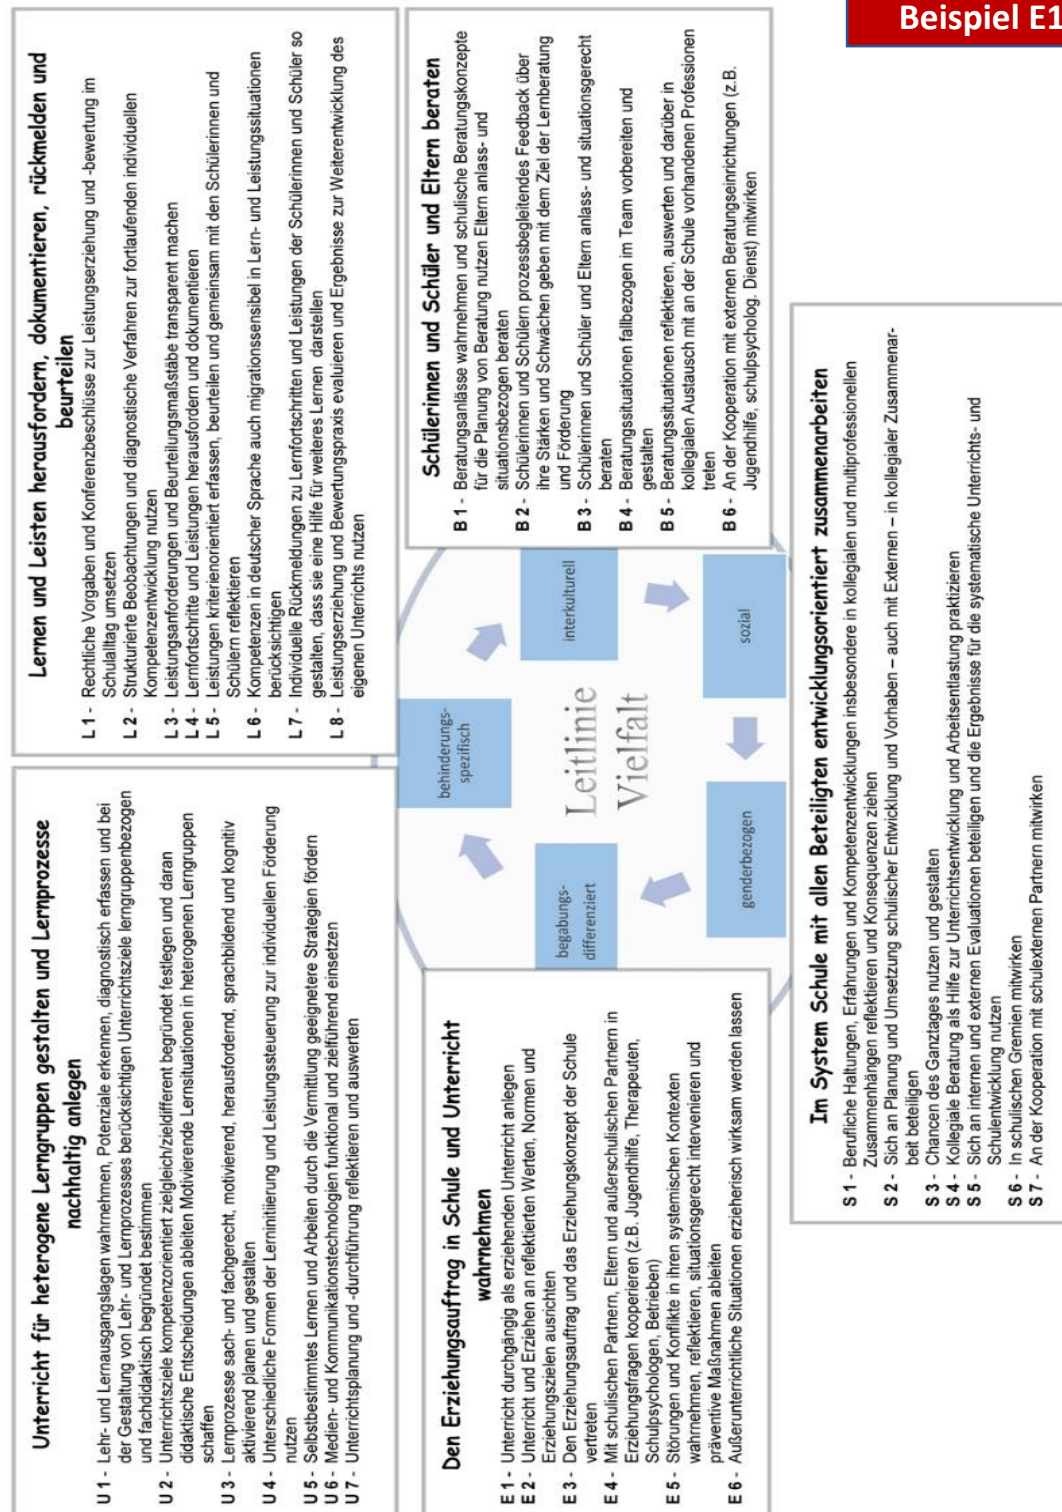 Beispiel E1
Unterricht für heterogene Lerngruppen gestalten und Lernprozesse
nachhaltig anlegen
U 1 - Lehr- und Lernausgangslagen wahrnehmen, Potenziale erkennen, diagnostisch erfassen und bei
der Gestaltung von Lehr- und Lernprozesses berücksichtigen Unterrichtsziele lerngruppenbezogen
und fachdidaktisch begründet bestimmen
U 2 - Unterrichtsziele kompetenzorientiert zielgleich/zieldifferent begründet festlegen und daran
didaktische Entscheidungen ableiten Motivierende Lernsituationen in heterogenen Lerngruppen
schaffen
U 3 - Lernprozesse sach- und fachgerecht, motivierend, herausfordernd, sprachbildend und kognitiv
aktivierend planen und gestalten
U 4 - Unterschiedliche Formen der Lerninitiierung und Leistungssteuerung zur individuellen Förderung
nutzen
U 5 - Selbstbestimmtes Lernen und Arbeiten durch die Vermittlung geeignetere Strategien fördern
U 6 - Medien- und Kommunikationstechnologien funktional und zielführend einsetzen
U 7 - Unterrichtsplanung und -durchführung reflektieren und auswerten
Lernen und Leisten herausfordern, dokumentieren, rückmelden und
beurteilen
L 1 - Rechtliche Vorgaben und Konferenzbeschlüsse zur Leistungserziehung und -bewertung im
Schulalltag umsetzen
L 2 - Strukturierte Beobachtungen und diagnostische Verfahren zur fortlaufenden individuellen
Kompetenzentwicklung nutzen
L 3 - Leistungsanforderungen und Beurteilungsmaßstäbe transparent machen
L 4 - Lernfortschritte und Leistungen herausfordern und dokumentieren
L 5 - Leistungen kriterienorientiert erfassen, beurteilen und gemeinsam mit den Schülerinnen und
Schülern reflektieren
L 6 - Kompetenzen in deutscher Sprache auch migrationssensibel in Lern- und Leistungssituationen
berücksichtigen
L 7 - Individuelle Rückmeldungen zu Lernfortschritten und Leistungen der Schülerinnen und Schüler so
gestalten, dass sie eine Hilfe für weiteres Lernen darstellen
L 8 - Leistungserziehung und Bewertungspraxis evaluieren und Ergebnisse zur Weiterentwicklung des
eigenen Unterrichts nutzen
Den Erziehungsauftrag in Schule und Unterricht
wahrnehmen
E 1 - Unterricht durchgängig als erziehenden Unterricht anlegen
E 2 - Unterricht und Erziehen an reflektierten Werten, Normen und
Erziehungszielen ausrichten
E 3 - Den Erziehungsauftrag und das Erziehungskonzept der Schule
vertreten
E 4 - Mit schulischen Partnern, Eltern und außerschulischen Partnern in
Erziehungsfragen kooperieren (z.B. Jugendhilfe, Therapeuten,
Schulpsychologen, Betrieben)
E 5 - Störungen und Konflikte in ihren systemischen Kontexten
wahrnehmen, reflektieren, situationsgerecht intervenieren und
präventive Maßnahmen ableiten
E 6 - Außerunterrichtliche Situationen erzieherisch wirksam werden lassen
behinderungs-
spezifisch
begabungs-
differenziert
Leitlinie
Vielfalt
interkulturell
genderbezogen
sozial
Schülerinnen und Schüler und Eltern beraten
B 1 - Beratungsanlässe wahrnehmen und schulische Beratungskonzepte
für die Planung von Beratung nutzen Eltern anlass- und
situationsbezogen beraten
B 2 - Schülerinnen und Schülern prozessbegleitendes Feedback über
ihre Stärken und Schwächen geben mit dem Ziel der Lernberatung
und Förderung
B 3 - Schülerinnen und Schüler und Eltern anlass- und situationsgerecht
beraten
B 4 - Beratungssituationen fallbezogen im Team vorbereiten und
gestalten
B 5 - Beratungssituationen reflektieren, auswerten und darüber in
kollegialen Austausch mit an der Schule vorhandenen Professionen
treten
B 6 - An der Kooperation mit externen Beratungseinrichtungen (z.B.
Jugendhilfe, schulpsycholog. Dienst) mitwirken
Im System Schule mit allen Beteiligten entwicklungsorientiert zusammenarbeiten
S 1 - Berufliche Haltungen, Erfahrungen und Kompetenzentwicklungen insbesondere in kollegialen und multiprofessionellen
Zusammenhängen reflektieren und Konsequenzen ziehen
S 2 - Sich an Planung und Umsetzung schulischer Entwicklung und Vorhaben – auch mit Externen – in kollegialer Zusammenar-
beit beteiligen
S 3 - Chancen des Ganztages nutzen und gestalten
S 4 - Kollegiale Beratung als Hilfe zur Unterrichtsentwicklung und Arbeitsentlastung praktizieren
S 5 - Sich an internen und externen Evaluationen beteiligen und die Ergebnisse für die systematische Unterrichts- und
Schulentwicklung nutzen
S 6 - In schulischen Gremien mitwirken
S 7 - An der Kooperation mit schulexternen Partnern mitwirken